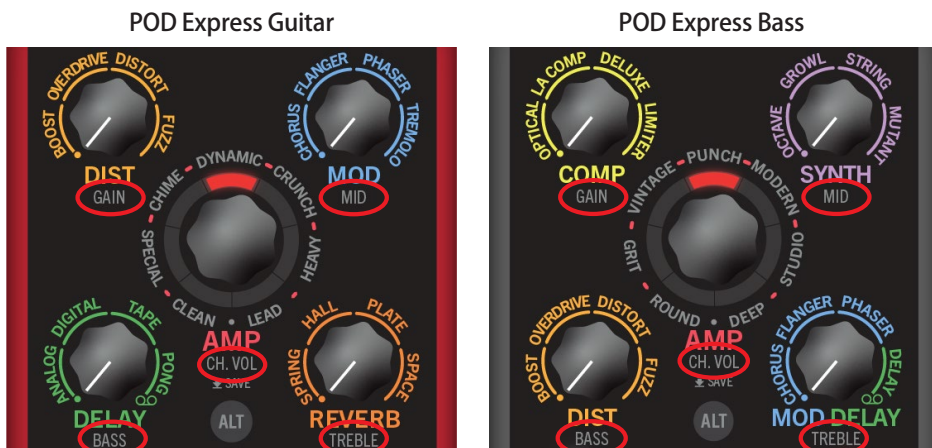 POD Express Guitar
BOOST OVERDRIVE DISTORT FUZZ
DIST
GAIN
CHORUS FLANGER PHASER TREMOLO
MOD
MID
CLEAN SPECIAL CHIME DYNAMIC CRUNCH HEAVY LEAD
AMP
CH. VOL
SAVE
ANALOG DIGITAL TAPE PONG
DELAY
BASS
SPRING HALL PLATE SPACE
REVERB
TREBLE
ALT
POD Express Bass
OPTICAL LA COMP DELUXE LIMITER
COMP
GAIN
OCTAVE GROWL STRING MUTANT
SYNTH
MID
ROUND GRIT VINTAGE PUNCH MODERN STUDIO DEEP
AMP
CH. VOL
SAVE
BOOST OVERDRIVE DISTORT FUZZ
DIST
BASS
CHORUS FLANGER PHASER DELAY
MOD DELAY
TREBLE
ALT